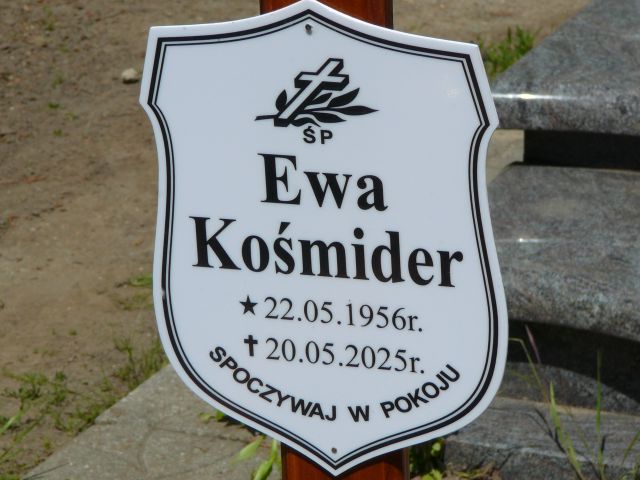 ŚP
Ewa
Kośmider
★ 22.05.1956r.
✝ 20.05.2025r.
SPOCZYWAJ W POKOJU